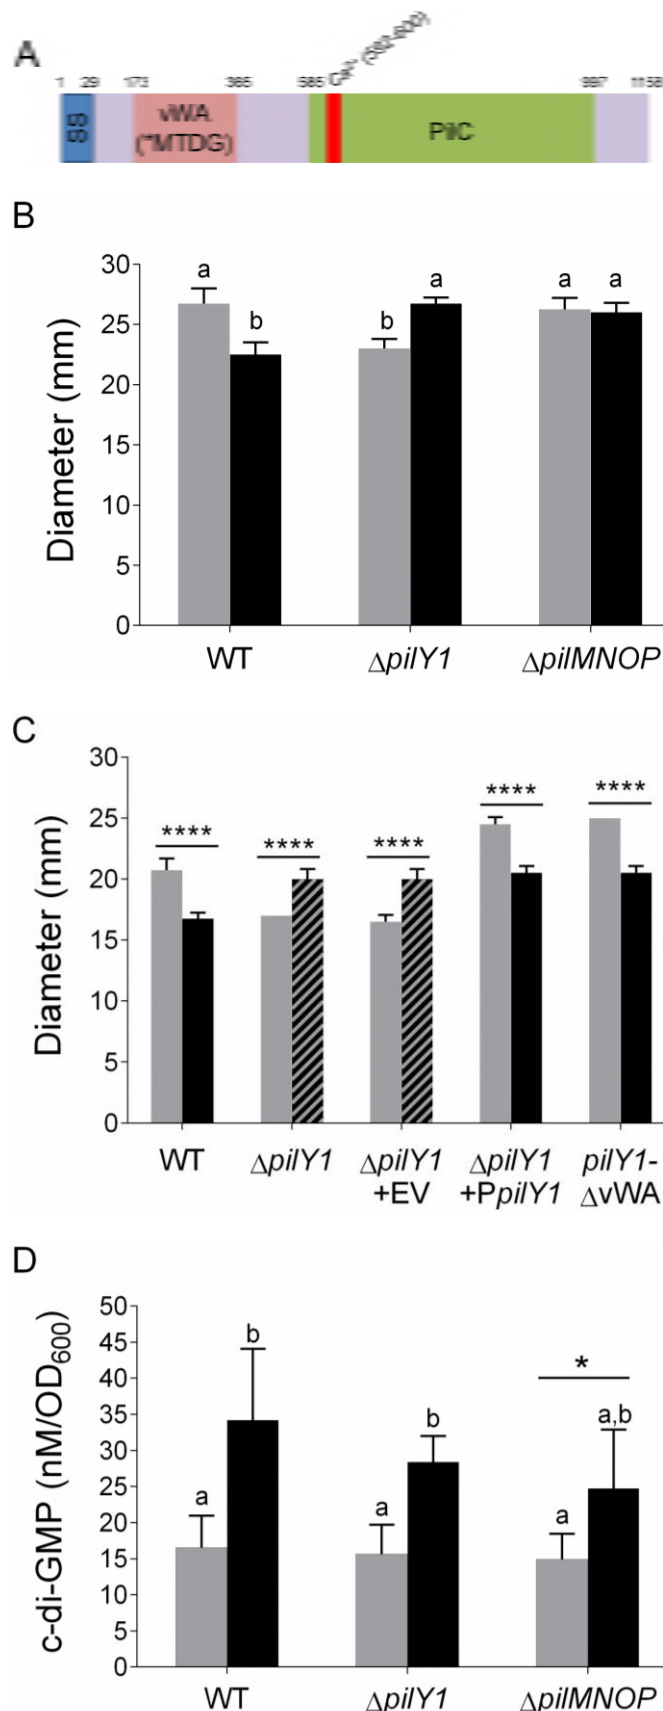 A
1 29 173 365 585 Ca²⁺ (592-600) 997 1158
SS vWA PilC
(*MTDG)
B
30
25
20
15
10
5
0
Diameter (mm)
a b b a a a
WT ΔpilY1 ΔpilMNOP
C
30
25
20
15
10
5
0
Diameter (mm)
**** **** **** **** ****
WT ΔpilY1 ΔpilY1 ΔpilY1 pilY1-
+EV +PpilY1 ΔvWA
D
50
45
40
35
30
25
20
15
10
5
0
c-di-GMP (nM/OD₆₀₀)
a b a b a a,b
*
WT ΔpilY1 ΔpilMNOP